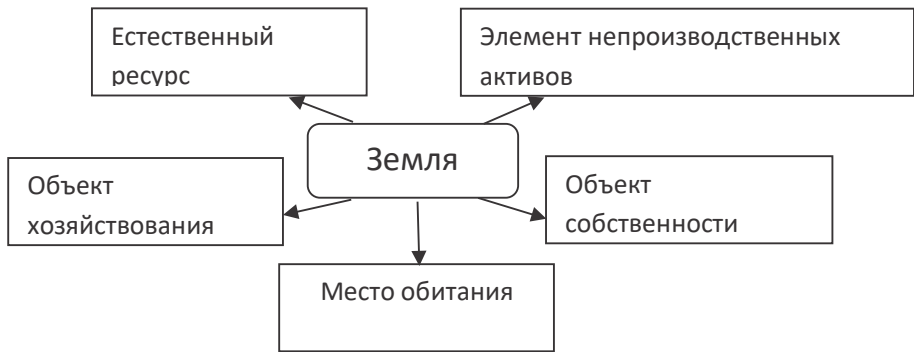 Естественный
ресурс
Элемент непроизводственных
активов
Земля
Объект
хозяйствования
Объект
собственности
Место обитания